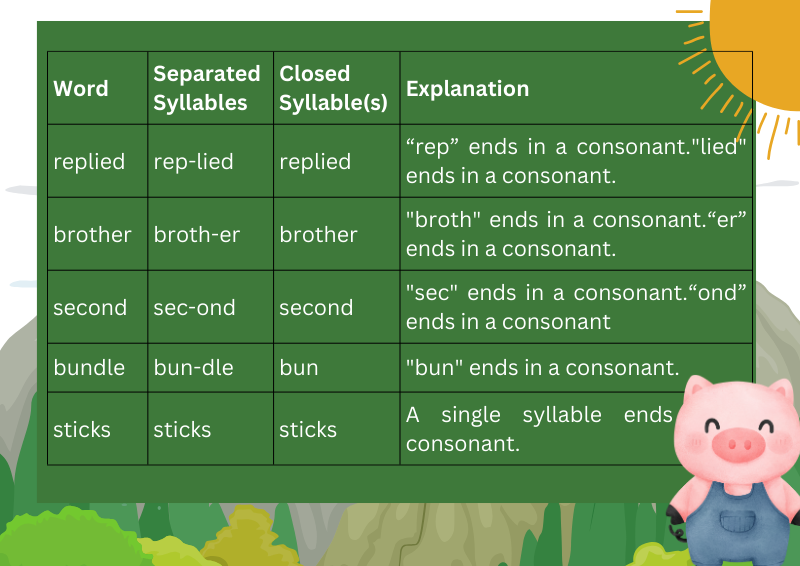 Word
Separated
Syllables
Closed
Syllable(s)
Explanation
replied
rep-lied
replied
“rep” ends in a consonant."lied"
ends in a consonant.
brother
broth-er
brother
"broth" ends in a consonant.“er”
ends in a consonant.
second
sec-ond
second
"sec" ends in a consonant.“ond”
ends in a consonant
bundle
bun-dle
bun
"bun" ends in a consonant.
sticks
sticks
sticks
A single syllable ends
consonant.